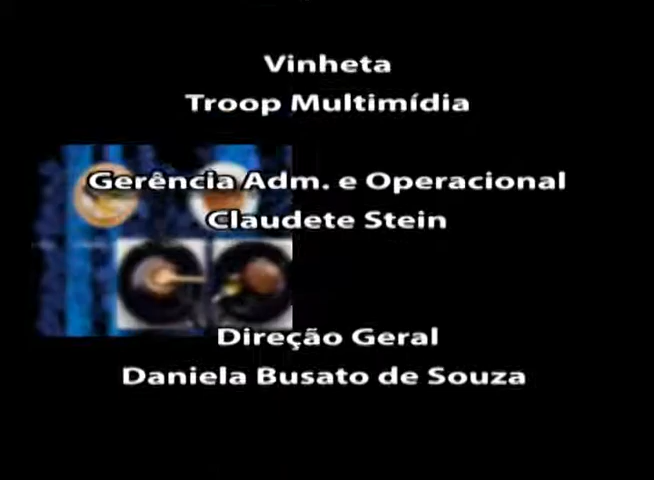 Vinheta
Troop Multimídia
Gerência Adm. e Operacional
Claudete Stein
Direção Geral
Daniela Busato de Souza